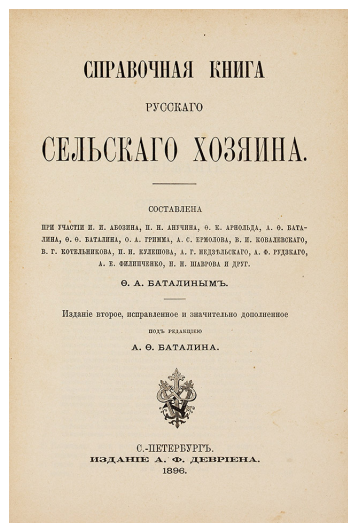 СПРАВОЧНАЯ КНИГА
РУССКАГО
СЕЛЬСКАГО ХОЗЯИНА.
СОСТАВЛЕНА
ПРИ УЧАСТІИ И. И. АБОЗИНА, П. Н. АНУЧИНА, Ѳ. К. АРНОЛЬДА, А. Ѳ. БАТА-
ЛИНА, Ѳ. Ѳ. БАТАЛИНА, О. А. ГРИММА, А. С. ЕРМОЛОВА, В. И. КОВАЛЕВСКАГО,
В. Г. КОТЕЛЬНИКОВА, П. Н. КУЛЕШОВА, А. Г. НЕДЗѢЛЬСКАГО, А. Ф. РУДЗКАГО,
А. Е. ФИЛИПЧЕНКО, Н. Н. ШАВРОВА И ДРУГ.
Ѳ. А. БАТАЛИНЫМЪ.
Изданіе второе, исправленное и значительно дополненное
ПОДЪ РЕДАКЦІЕЮ
А. Ѳ. БАТАЛИНА.
С.-ПЕТЕРБУРГЪ.
ИЗДАНІЕ А. Ф. ДЕВРІЕНА.
1896.